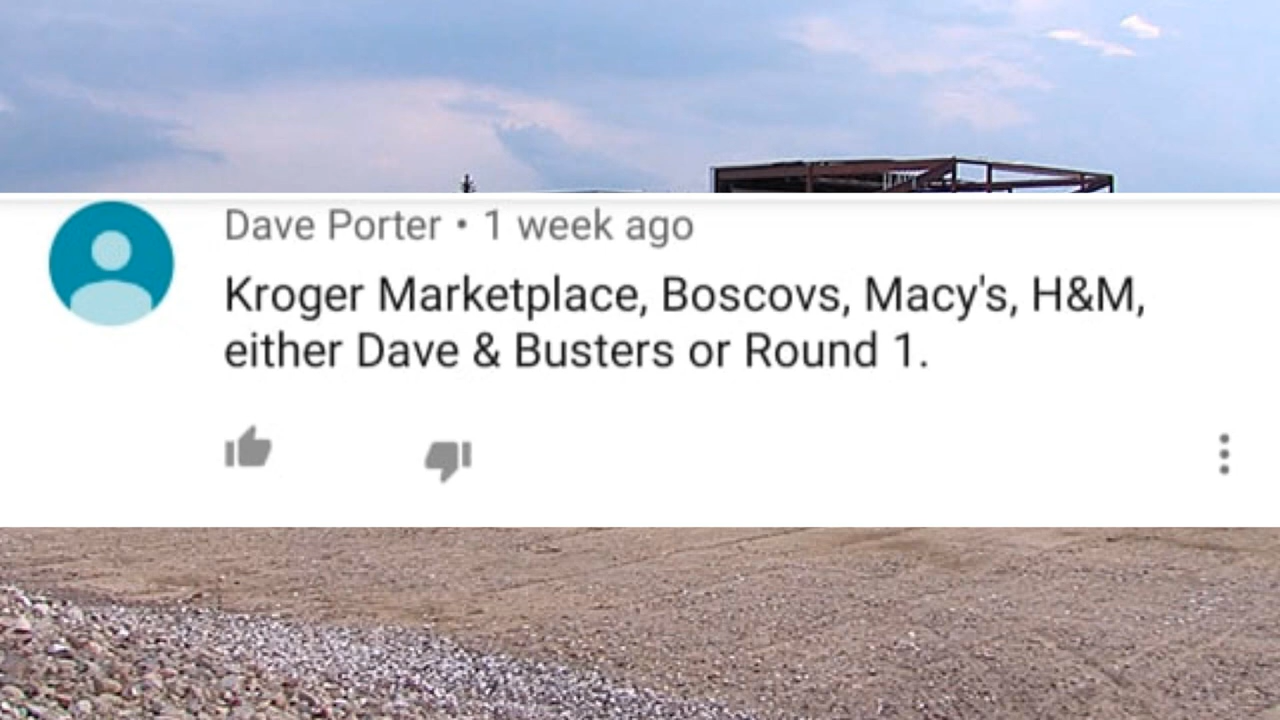 Dave Porter • 1 week ago
Kroger Marketplace, Boscovs, Macy's, H&M,
either Dave & Busters or Round 1.